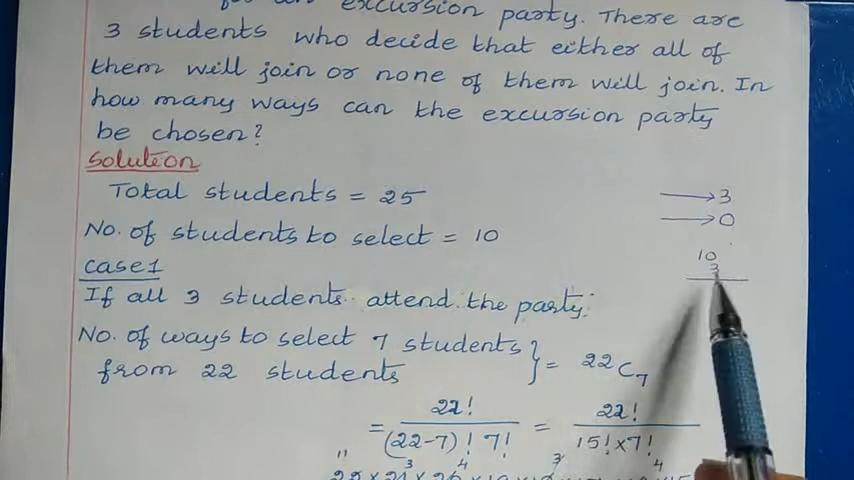 excursion party. There are
3 students who decide that either all of
them will join or none of them will join. In
how many ways can the excursion party
be chosen?
Solution
Total students = 25
→ 3
→ 0
No. of students to select = 10
10
3
Case 1
If all 3 students attend the party:
No. of ways to select 7 students
from 22 students } = 22C7
= 22! / (22-7)! 7! = 22! / 15! × 7!